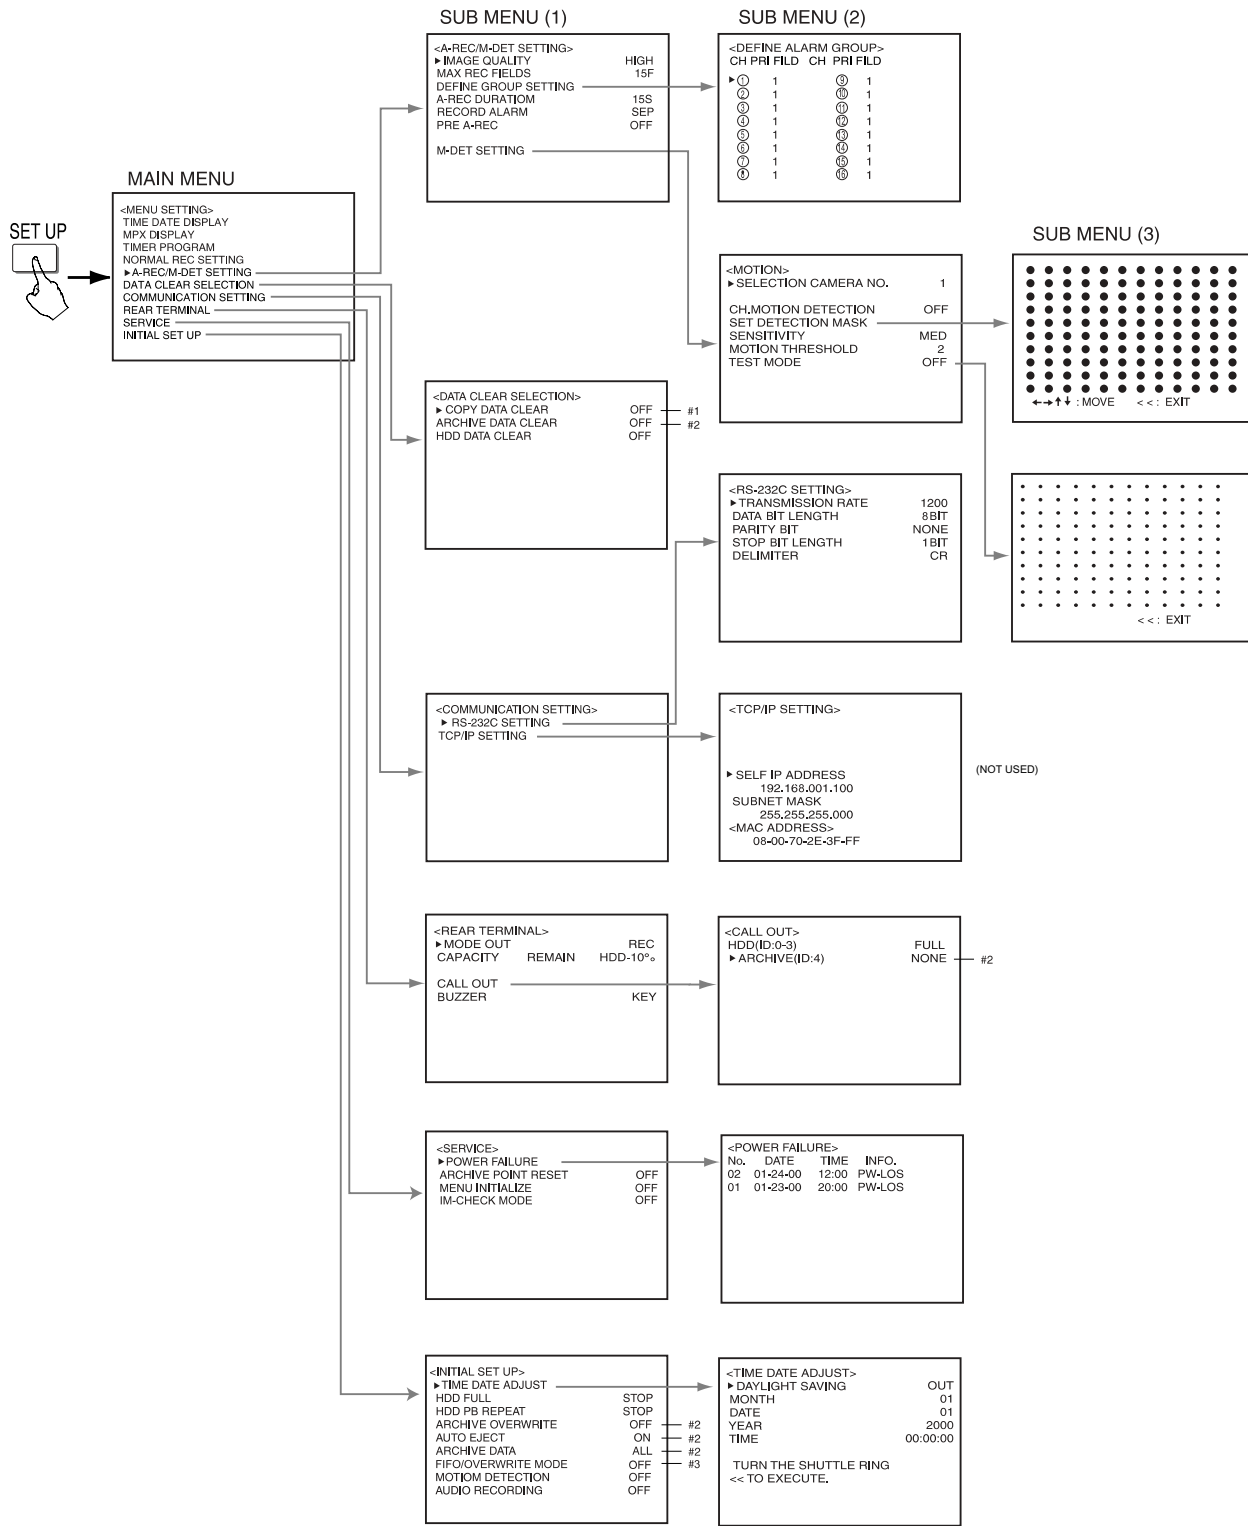 SUB MENU (1)
SUB MENU (2)
<A-REC/M-DET SETTING>
▶IMAGE QUALITY HIGH
MAX REC FIELDS 15F
DEFINE GROUP SETTING
A-REC DURATIOM 15S
RECORD ALARM SEP
PRE A-REC OFF
M-DET SETTING
<DEFINE ALARM GROUP>
CH PRI FILD CH PRI FILD
▶① 1 ⑨ 1
② 1 ⑩ 1
③ 1 ⑪ 1
④ 1 ⑫ 1
⑤ 1 ⑬ 1
⑥ 1 ⑭ 1
⑦ 1 ⑮ 1
⑧ 1 ⑯ 1
MAIN MENU
SET UP
<MENU SETTING>
TIME DATE DISPLAY
MPX DISPLAY
TIMER PROGRAM
NORMAL REC SETTING
▶A-REC/M-DET SETTING
DATA CLEAR SELECTION
COMMUNICATION SETTING
REAR TERMINAL
SERVICE
INITIAL SET UP
SUB MENU (3)
<MOTION>
▶SELECTION CAMERA NO. 1
CH.MOTION DETECTION OFF
SET DETECTION MASK
SENSITIVITY MED
MOTION THRESHOLD 2
TEST MODE OFF
←→↑↓ : MOVE << : EXIT
<DATA CLEAR SELECTION>
▶ COPY DATA CLEAR OFF #1
ARCHIVE DATA CLEAR OFF #2
HDD DATA CLEAR OFF
<RS-232C SETTING>
▶TRANSMISSION RATE 1200
DATA BIT LENGTH 8BIT
PARITY BIT NONE
STOP BIT LENGTH 1BIT
DELIMITER CR
<< : EXIT
<COMMUNICATION SETTING>
▶ RS-232C SETTING
TCP/IP SETTING
<TCP/IP SETTING>
▶ SELF IP ADDRESS
192.168.001.100
SUBNET MASK
255.255.255.000
<MAC ADDRESS>
08-00-70-2E-3F-FF
(NOT USED)
<REAR TERMINAL>
▶MODE OUT REC
CAPACITY REMAIN HDD-10%
CALL OUT
BUZZER KEY
<CALL OUT>
HDD(ID:0-3) FULL
▶ ARCHIVE(ID:4) NONE #2
<SERVICE>
▶POWER FAILURE
ARCHIVE POINT RESET OFF
MENU INITIALIZE OFF
IM-CHECK MODE OFF
<POWER FAILURE>
No. DATE TIME INFO.
02 01-24-00 12:00 PW-LOS
01 01-23-00 20:00 PW-LOS
<INITIAL SET UP>
▶TIME DATE ADJUST
HDD FULL STOP
HDD PB REPEAT STOP
ARCHIVE OVERWRITE OFF #2
AUTO EJECT ON #2
ARCHIVE DATA ALL #2
FIFO/OVERWRITE MODE OFF #3
MOTIOM DETECTION OFF
AUDIO RECORDING OFF
<TIME DATE ADJUST>
▶DAYLIGHT SAVING OUT
MONTH 01
DATE 01
YEAR 2000
TIME 00:00:00
TURN THE SHUTTLE RING
<< TO EXECUTE.